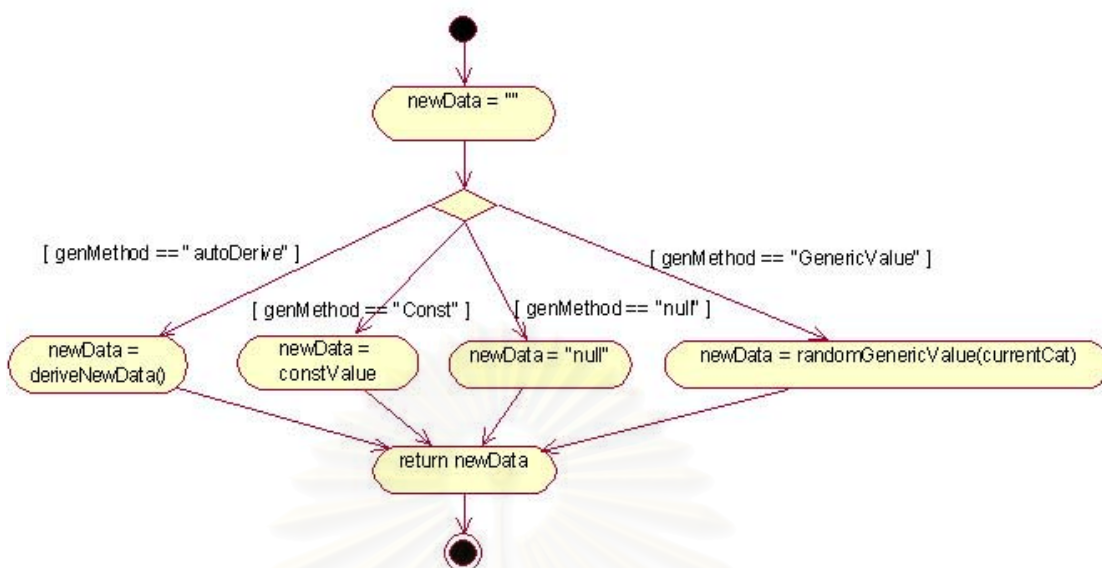 newData = ""
[ genMethod == "autoDerive" ]
[ genMethod == "GenericValue" ]
[ genMethod == "Const" ]
[ genMethod == "null" ]
newData =
deriveNewData()
newData =
constValue
newData = "null"
newData = randomGenericValue(currentCat)
return newData